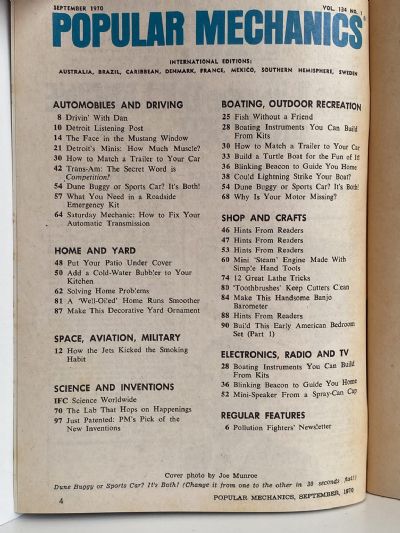 SEPTEMBER 1970
VOL. 134 NO.
POPULAR MECHANICS
INTERNATIONAL EDITIONS:
AUSTRALIA, BRAZIL, CARIBBEAN, DENMARK, FRANCE, MEXICO, SOUTHERN HEMISPHERE, SWEDEN
AUTOMOBILES AND DRIVING
8 Drivin' With Dan
10 Detroit Listening Post
14 The Face in the Mustang Window
21 Detroit's Minis: How Much Muscle?
30 How to Match a Trailer to Your Car
42 Trans-Am: The Secret Word is
Competition!
54 Dune Buggy or Sports Car? It's Both!
57 What You Need in a Roadside
Emergency Kit
64 Saturday Mechanic: How to Fix Your
Automatic Transmission
HOME AND YARD
48 Put Your Patio Under Cover
50 Add a Cold-Water Bubbler to Your
Kitchen
62 Solving Home Problems
81 A 'Well-Oiled' Home Runs Smoother
87 Make This Decorative Yard Ornament
SPACE, AVIATION, MILITARY
12 How the Jets Kicked the Smoking
Habit
SCIENCE AND INVENTIONS
IFC Science Worldwide
70 The Lab That Hops on Happenings
97 Just Patented: PM's Pick of the
New Inventions
BOATING, OUTDOOR RECREATION
25 Fish Without a Friend
28 Boating Instruments You Can Build
From Kits
30 How to Match a Trailer to Your Car
33 Build a Turtle Boat for the Fun of It!
36 Blinking Beacon to Guide You Home
38 Could Lightning Strike Your Boat?
54 Dune Buggy or Sports Car? It's Both!
68 Why Is Your Motor Missing?
SHOP AND CRAFTS
46 Hints From Readers
47 Hints From Readers
53 Hints From Readers
60 Mini 'Steam' Engine Made With
Simple Hand Tools
74 12 Great Lathe Tricks
80 'Toothbrushes' Keep Cutters Clean
84 Make This Handsome Banjo
Barometer
88 Hints From Readers
90 Build This Early American Bedroom
Set (Part 1)
ELECTRONICS, RADIO AND TV
28 Boating Instruments You Can Build
From Kits
36 Blinking Beacon to Guide You Home
52 Mini-Speaker From a Spray-Can Cap
REGULAR FEATURES
6 Pollution Fighters' Newsletter
Cover photo by Joe Munroe
Dune Buggy or Sports Car? It's Both! (Change it from one to the other in 30 seconds flat!)
4
POPULAR MECHANICS, SEPTEMBER, 1970